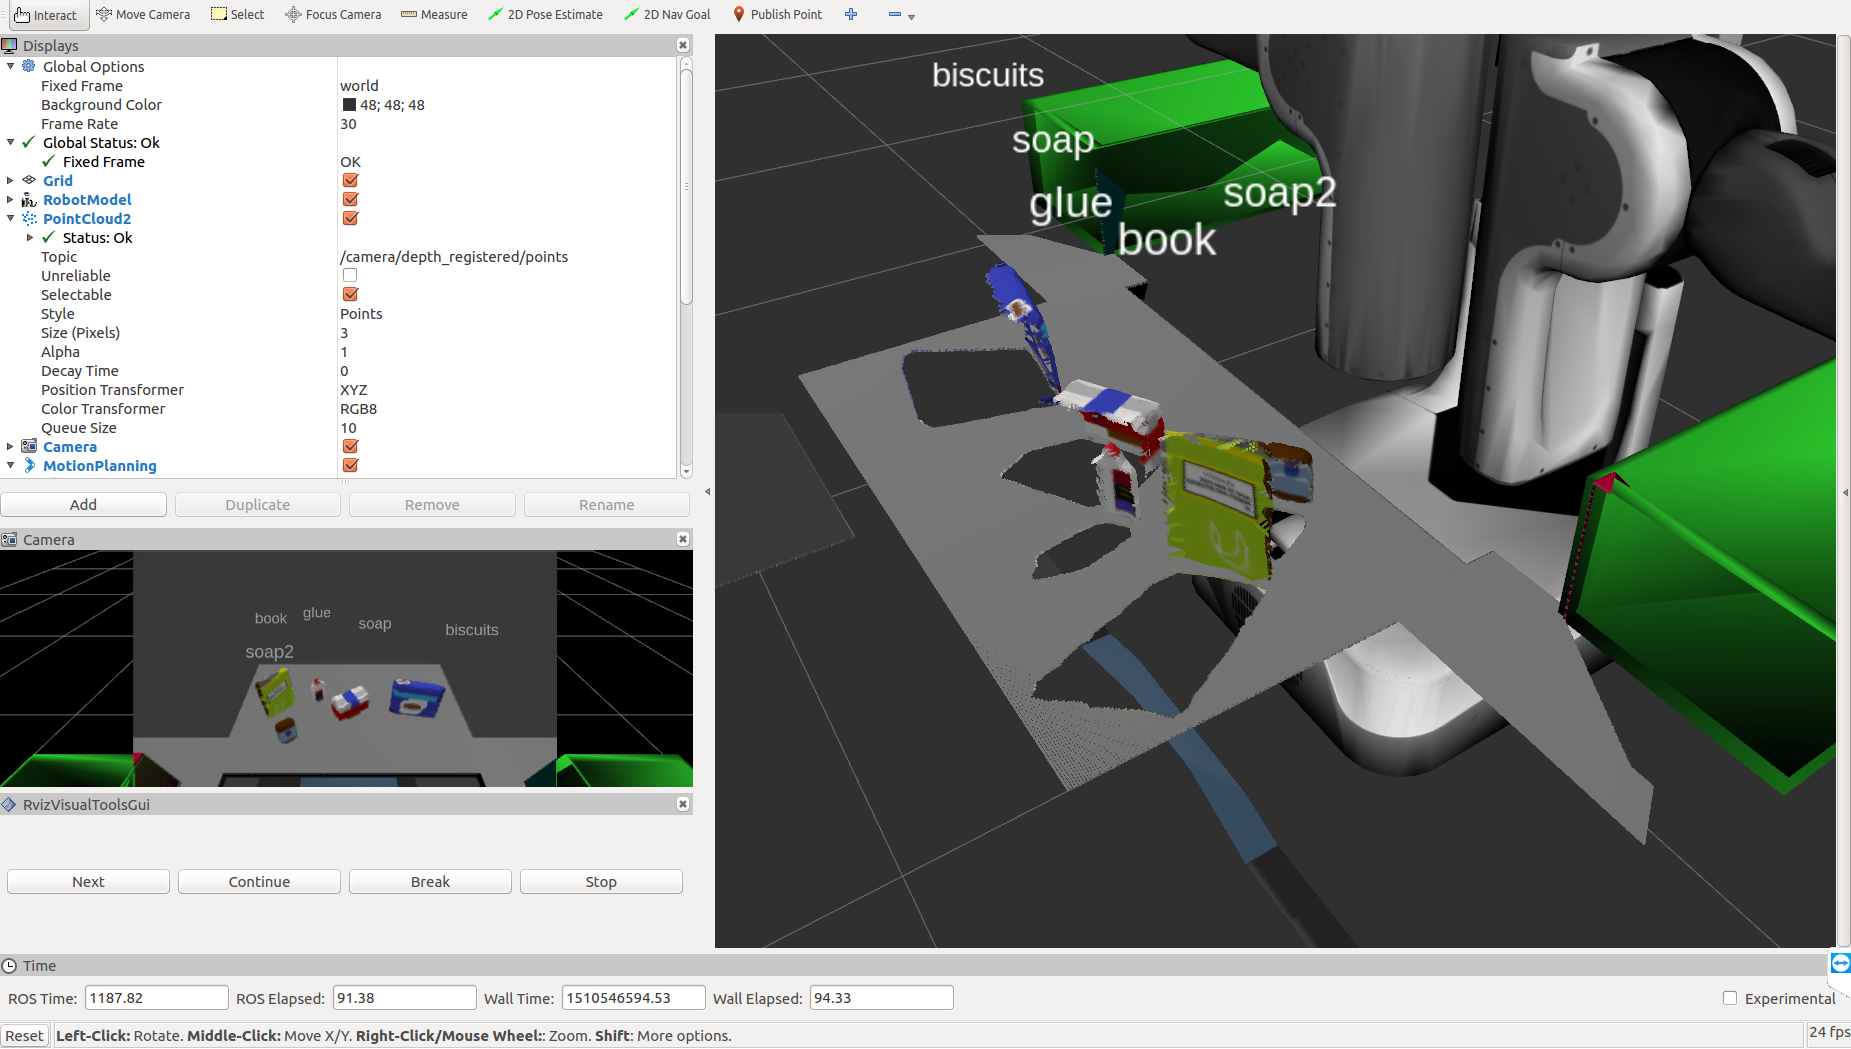 Interact Move Camera Select Focus Camera Measure 2D Pose Estimate 2D Nav Goal Publish Point
Displays
Global Options
Fixed Frame world
Background Color 48; 48; 48
Frame Rate 30
Global Status: Ok
Fixed Frame OK
Grid
RobotModel
PointCloud2
Status: Ok
Topic /camera/depth_registered/points
Unreliable
Selectable
Style Points
Size (Pixels) 3
Alpha 1
Decay Time 0
Position Transformer XYZ
Color Transformer RGB8
Queue Size 10
Camera
MotionPlanning
Add Duplicate Remove Rename
Camera
book glue soap biscuits
soap2
RvizVisualToolsGui
Next Continue Break Stop
biscuits
soap
glue soap2
book
Time
ROS Time: 1187.82 ROS Elapsed: 91.38 Wall Time: 1510546594.53 Wall Elapsed: 94.33 Experimental
Reset Left-Click: Rotate. Middle-Click: Move X/Y. Right-Click/Mouse Wheel:: Zoom. Shift: More options. 24 fps